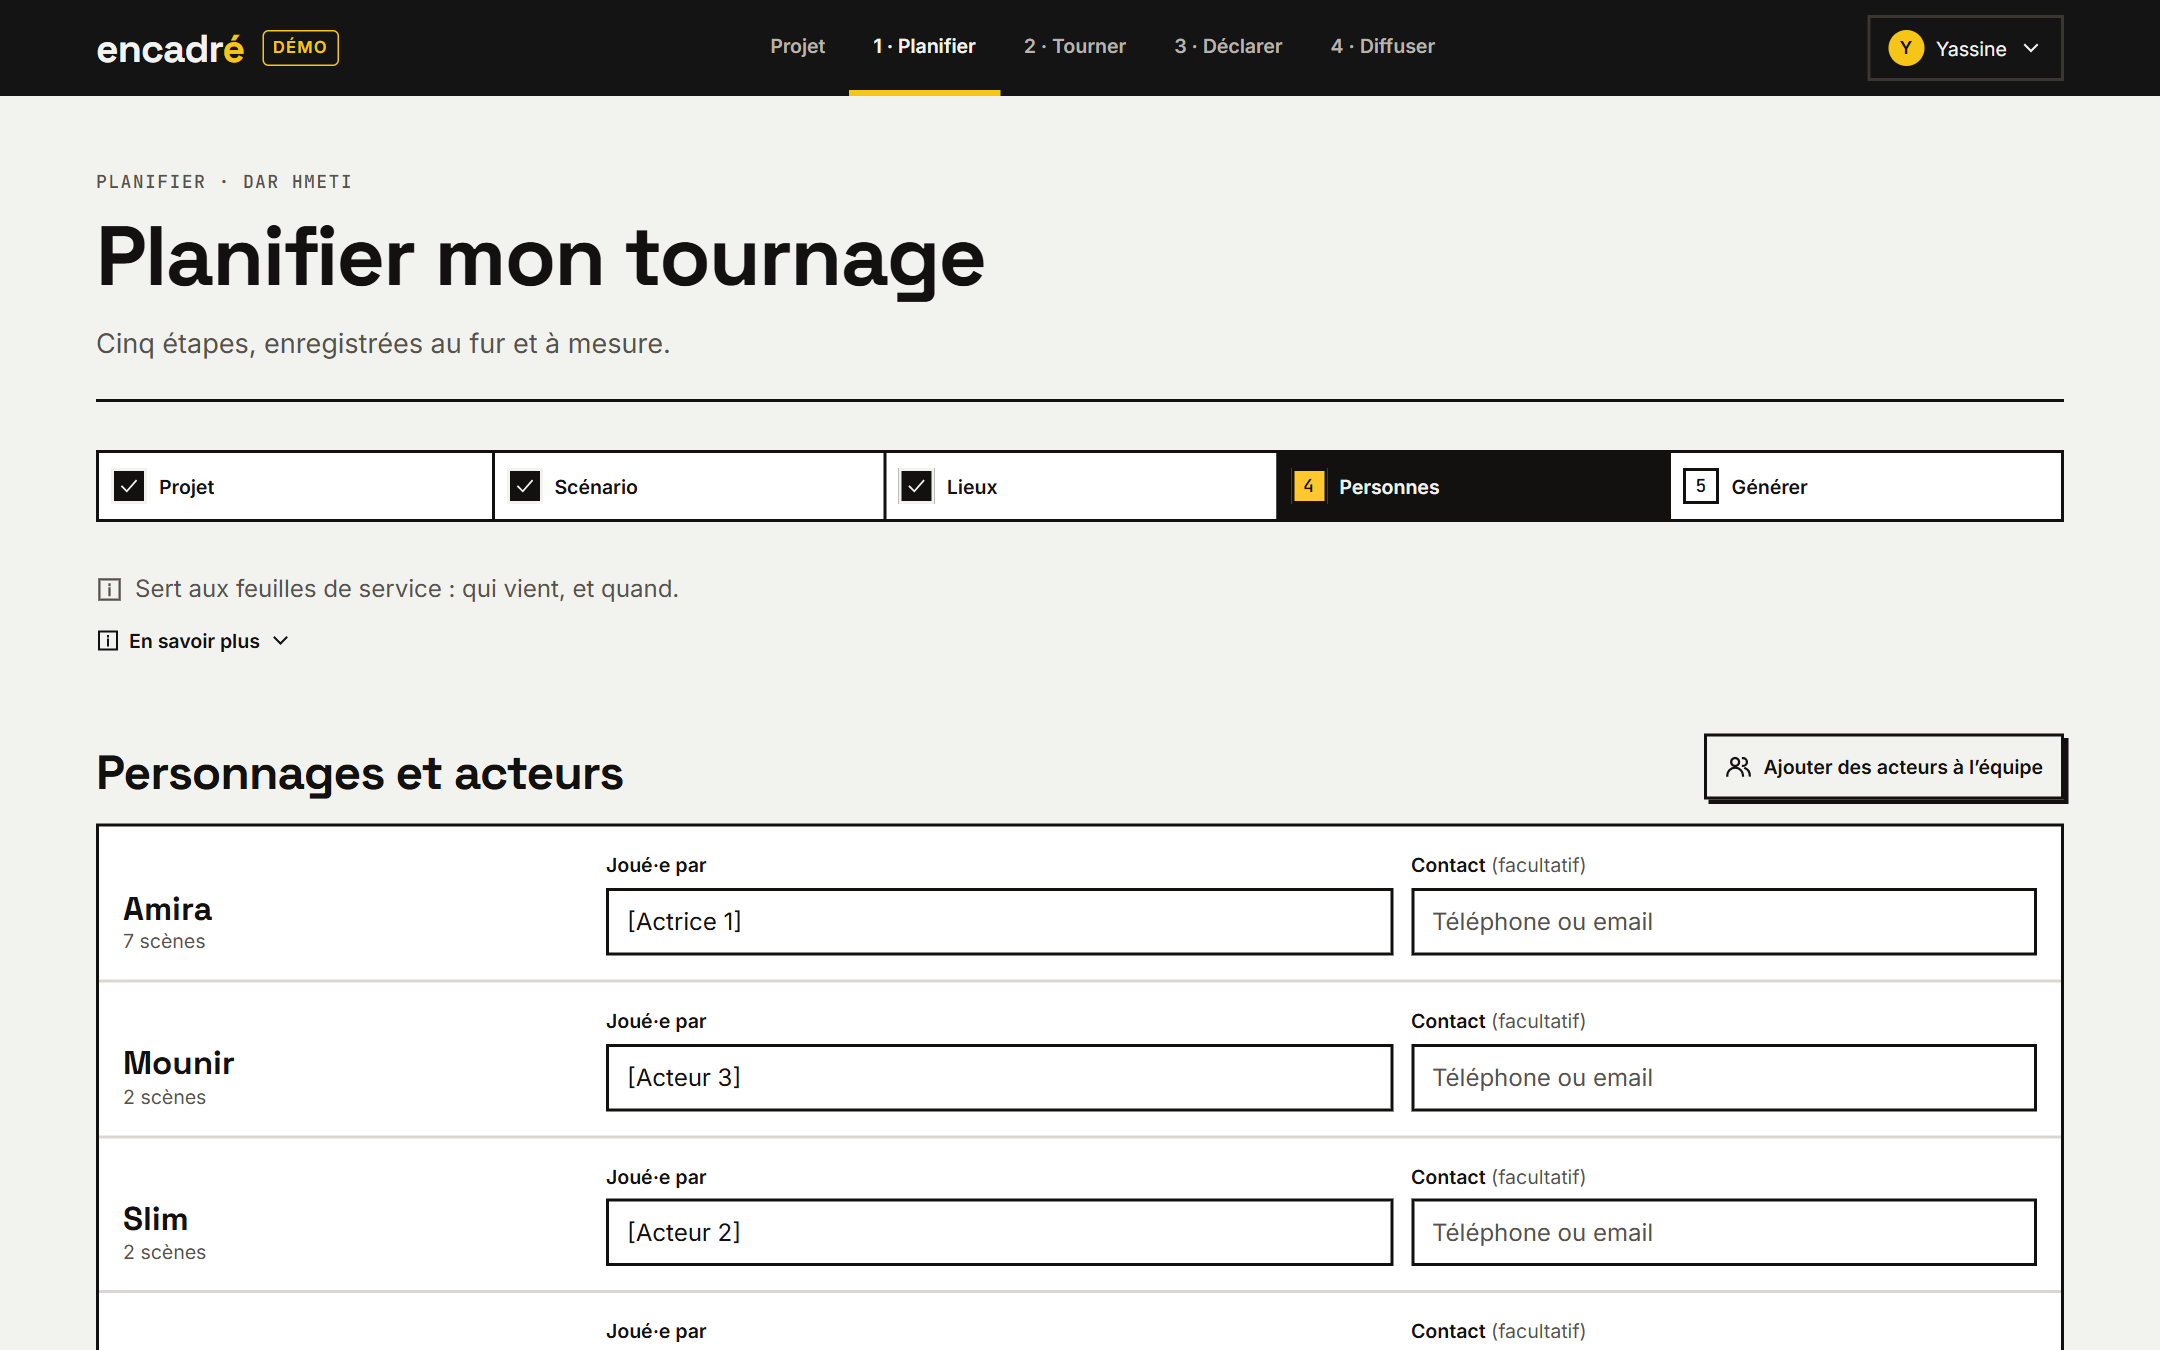 encadré DÉMO Projet 1 · Planifier 2 · Tourner 3 · Déclarer 4 · Diffuser Y Yassine
PLANIFIER · DAR HMETI
Planifier mon tournage
Cinq étapes, enregistrées au fur et à mesure.
Projet Scénario Lieux 4 Personnes 5 Générer
Sert aux feuilles de service : qui vient, et quand.
En savoir plus
Personnages et acteurs
Ajouter des acteurs à l’équipe
Joué·e par Contact (facultatif)
Amira
[Actrice 1] Téléphone ou email
7 scènes
Joué·e par Contact (facultatif)
Mounir
[Acteur 3] Téléphone ou email
2 scènes
Joué·e par Contact (facultatif)
Slim
[Acteur 2] Téléphone ou email
2 scènes
Joué·e par Contact (facultatif)